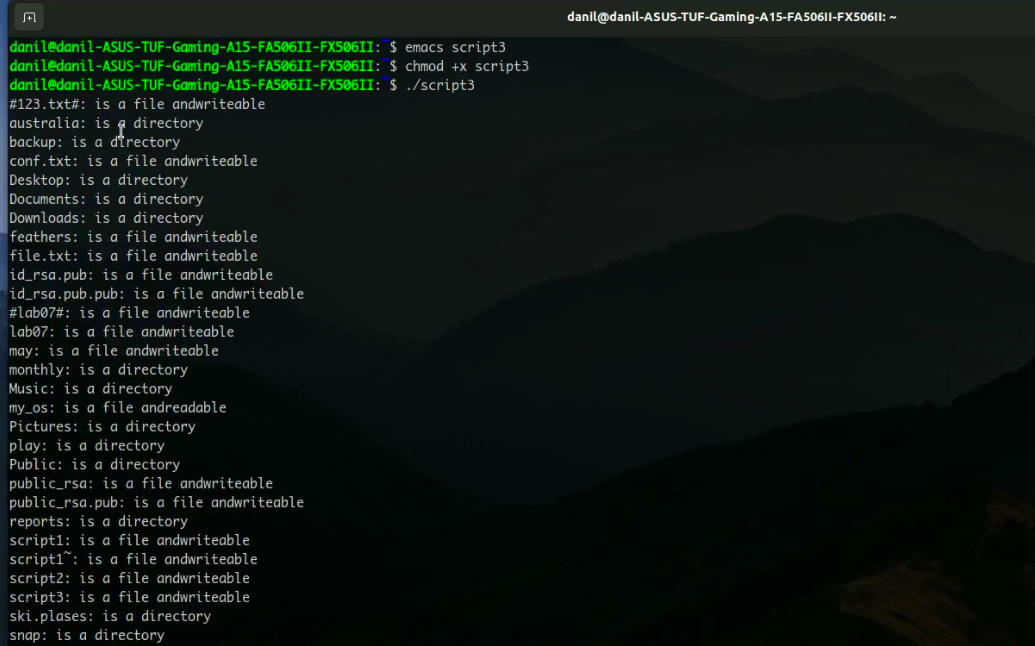 danil@danil-ASUS-TUF-Gaming-A15-FA506II-FX506II: ~
danil@danil-ASUS-TUF-Gaming-A15-FA506II-FX506II:~$ emacs script3
danil@danil-ASUS-TUF-Gaming-A15-FA506II-FX506II:~$ chmod +x script3
danil@danil-ASUS-TUF-Gaming-A15-FA506II-FX506II:~$ ./script3
#123.txt#: is a file andwriteable
australia: is a directory
backup: is a directory
conf.txt: is a file andwriteable
Desktop: is a directory
Documents: is a directory
Downloads: is a directory
feathers: is a file andwriteable
file.txt: is a file andwriteable
id_rsa.pub: is a file andwriteable
id_rsa.pub.pub: is a file andwriteable
#lab07#: is a file andwriteable
lab07: is a file andwriteable
may: is a file andwriteable
monthly: is a directory
Music: is a directory
my_os: is a file andreadable
Pictures: is a directory
play: is a directory
Public: is a directory
public_rsa: is a file andwriteable
public_rsa.pub: is a file andwriteable
reports: is a directory
script1: is a file andwriteable
script1~: is a file andwriteable
script2: is a file andwriteable
script3: is a file andwriteable
ski.plases: is a directory
snap: is a directory